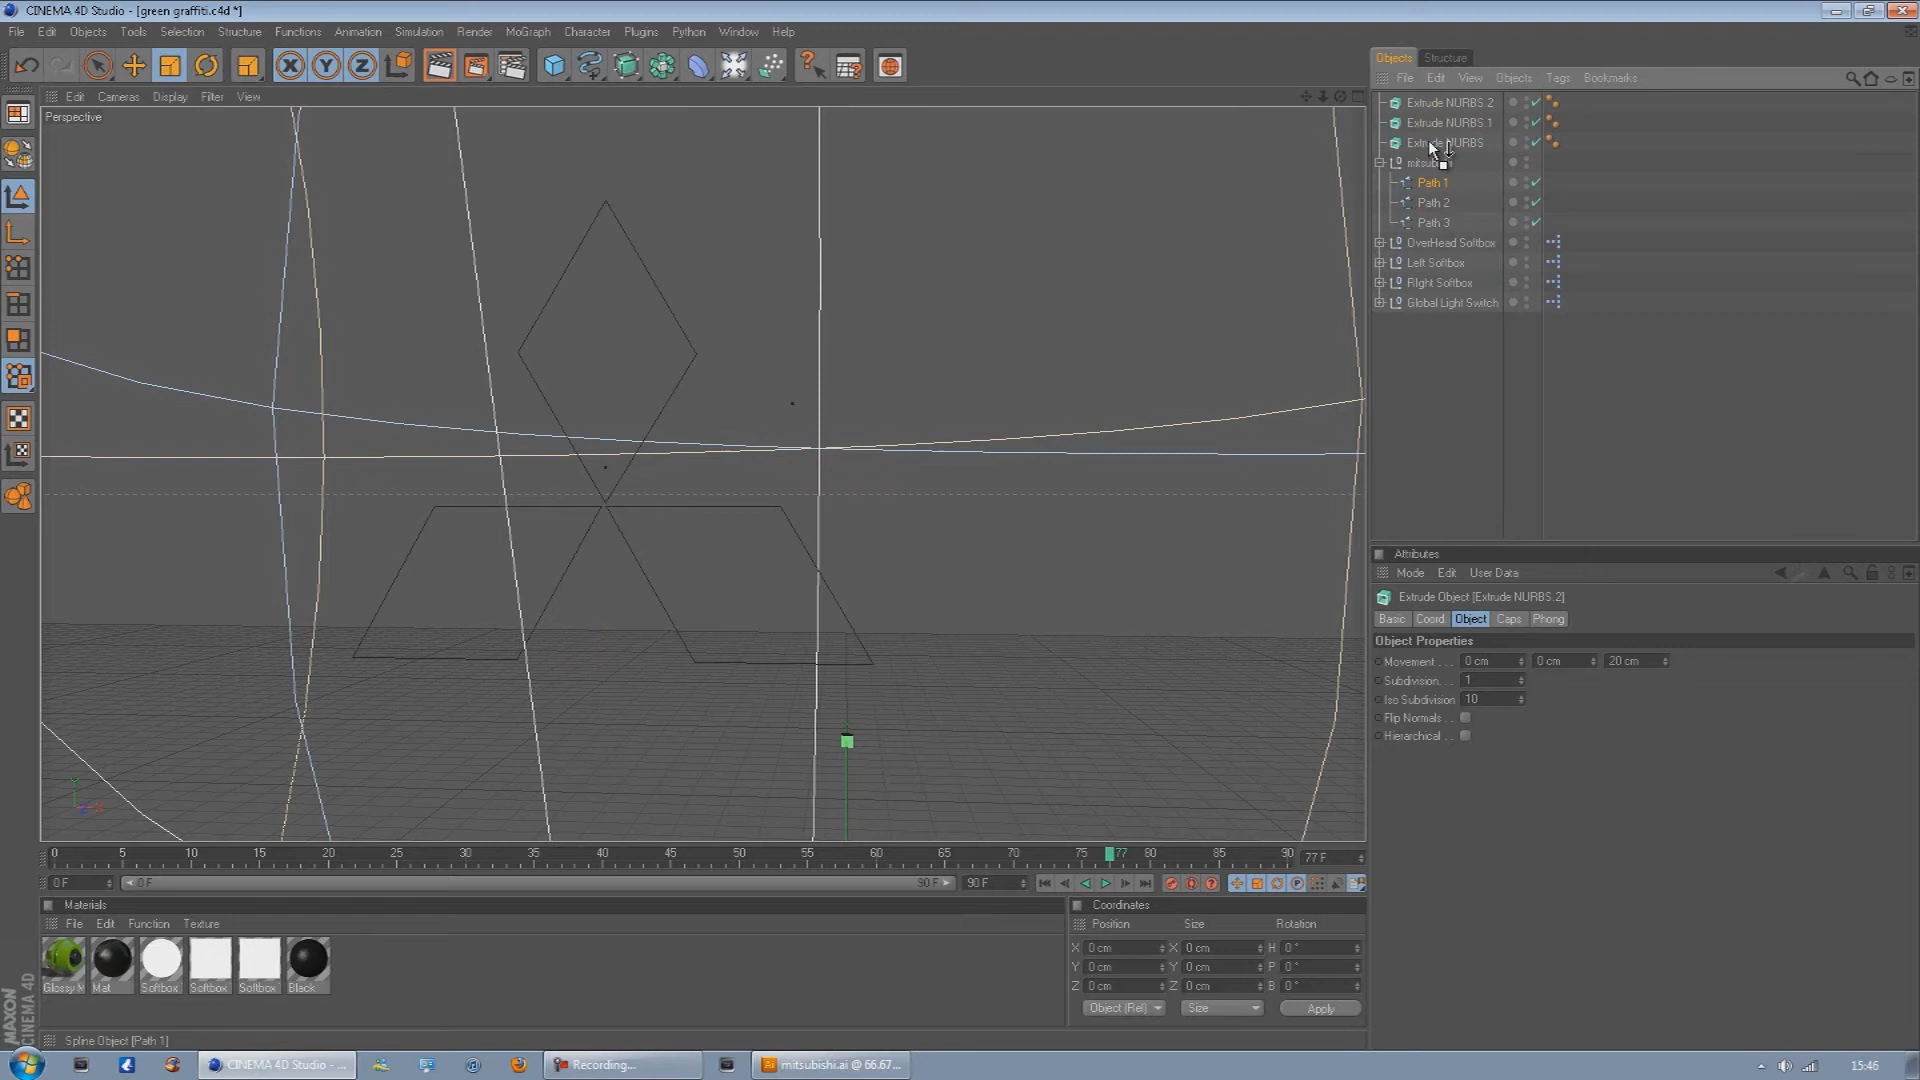 CINEMA 4D Studio - [green graffiti.c4d *]
File Edit Objects Tools Selection Structure Functions Animation Simulation Render MoGraph Character Plugins Python Window Help
Edit Cameras Display Filter View
Perspective
Objects Structure
File Edit View Objects Tags Bookmarks
Extrude NURBS.2
Extrude NURBS.1
Extrude NURBS
Path 1
Path 2
Path 3
OverHead Softbox
Left Softbox
RIght Softbox
Global Light Switch
Attributes
Mode Edit User Data
Extrude Object [Extrude NURBS.2]
Basic Coord. Object Caps Phong
Object Properties
Movement . . . 0 cm 0 cm 20 cm
Subdivision. . . 1
Iso Subdivision 10
Flip Normals . .
Hierarchical . .
0 5 10 15 20 25 30 35 40 45 50 55 60 65 70 75 77 80 85 90 77 F
0 F 0 F 90 F 90 F
Materials
File Edit Function Texture
Glossy M Mat Softbox Softbox Softbox Black
Coordinates
Position Size Rotation
X 0 cm X 0 cm H 0 °
Y 0 cm Y 0 cm P 0 °
Z 0 cm Z 0 cm B 0 °
Object (Rel) Size Apply
MAXON
CINEMA 4D
Spline Object [Path 1]
CINEMA 4D Studio - ... Recording... mitsubishi.ai @ 66.67... 15:46